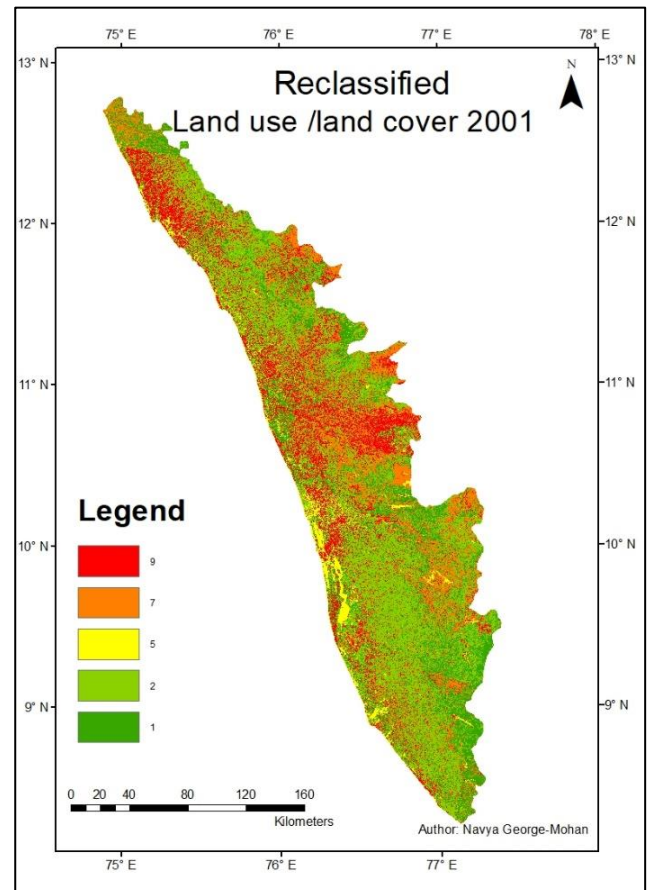 75° E 76° E 77° E 78° E
13° N 13° N
N
Reclassified
Land use /land cover 2001
12° N 12° N
11° N 11° N
Legend
10° N 10° N
9
7
5
2
1
9° N 9° N
0 20 40 80 120 160
Kilometers
Author: Navya George-Mohan
75° E 76° E 77° E